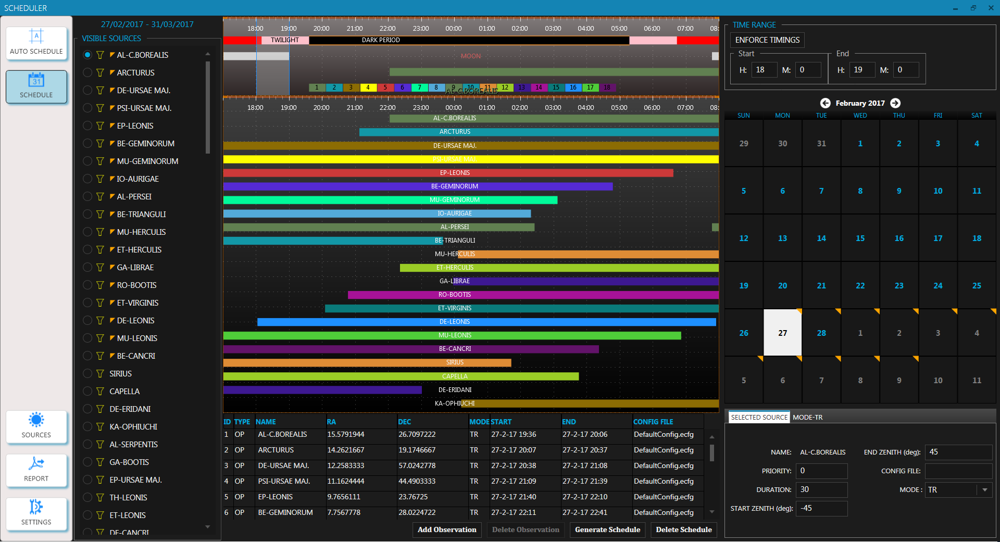 SCHEDULER
AUTO SCHEDULE
31
SCHEDULE
SOURCES
REPORT
SETTINGS
27/02/2017 - 31/03/2017
VISIBLE SOURCES
AL-C.BOREALIS
ARCTURUS
DE-URSAE MAJ.
PSI-URSAE MAJ.
EP-LEONIS
BE-GEMINORUM
MU-GEMINORUM
IO-AURIGAE
AL-PERSEI
BE-TRIANGULI
MU-HERCULIS
ET-HERCULIS
GA-LIBRAE
RO-BOOTIS
ET-VIRGINIS
DE-LEONIS
MU-LEONIS
BE-CANCRI
SIRIUS
CAPELLA
DE-ERIDANI
KA-OPHIUCHI
AL-SERPENTIS
GA-BOOTIS
EP-URSAE MAJ.
TH-LEONIS
ET-LEONIS
DE-CANCRI
18:00 19:00 20:00 21:00 22:00 23:00 00:00 01:00 02:00 03:00 04:00 05:00 06:00 07:00 08:
TWILIGHT DARK PERIOD
MOON
1 2 3 4 5 6 7 8 9 10 11 12 13 14 15 16 17 18
AL-C.BOREALIS
18:00 19:00 20:00 21:00 22:00 23:00 00:00 01:00 02:00 03:00 04:00 05:00 06:00 07:00 08:
AL-C.BOREALIS
ARCTURUS
DE-URSAE MAJ.
PSI-URSAE MAJ.
EP-LEONIS
BE-GEMINORUM
MU-GEMINORUM
IO-AURIGAE
AL-PERSEI
BE-TRIANGULI
MU-HERCULIS
ET-HERCULIS
GA-LIBRAE
RO-BOOTIS
ET-VIRGINIS
DE-LEONIS
MU-LEONIS
BE-CANCRI
SIRIUS
CAPELLA
DE-ERIDANI
KA-OPHIUCHI
ID TYPE NAME RA DEC MODE START END CONFIG FILE
1 OP AL-C.BOREALIS 15.5791944 26.7097222 TR 27-2-17 19:36 27-2-17 20:06 DefaultConfig.ecfg
2 OP ARCTURUS 14.2621667 19.1746667 TR 27-2-17 20:07 27-2-17 20:37 DefaultConfig.ecfg
3 OP DE-URSAE MAJ. 12.2583333 57.0242778 TR 27-2-17 20:38 27-2-17 21:08 DefaultConfig.ecfg
4 OP PSI-URSAE MAJ. 11.1624444 44.4903333 TR 27-2-17 21:09 27-2-17 21:39 DefaultConfig.ecfg
5 OP EP-LEONIS 9.7656111 23.76725 TR 27-2-17 21:40 27-2-17 22:10 DefaultConfig.ecfg
6 OP BE-GEMINORUM 7.7567778 28.0224722 TR 27-2-17 22:11 27-2-17 22:41 DefaultConfig.ecfg
Add Observation Delete Observation Generate Schedule Delete Schedule
TIME RANGE
ENFORCE TIMINGS
Start End
H: 18 M: 0 H: 19 M: 0
February 2017
SUN MON TUE WED THU FRI SAT
29 30 31 1 2 3 4
5 6 7 8 9 10 11
12 13 14 15 16 17 18
19 20 21 22 23 24 25
26 27 28 1 2 3 4
5 6 7 8 9 10 11
SELECTED SOURCE MODE-TR
NAME: AL-C.BOREALIS END ZENITH (deg): 45
PRIORITY: 0 CONFIG FILE:
DURATION: 30 MODE : TR
START ZENITH (deg): -45